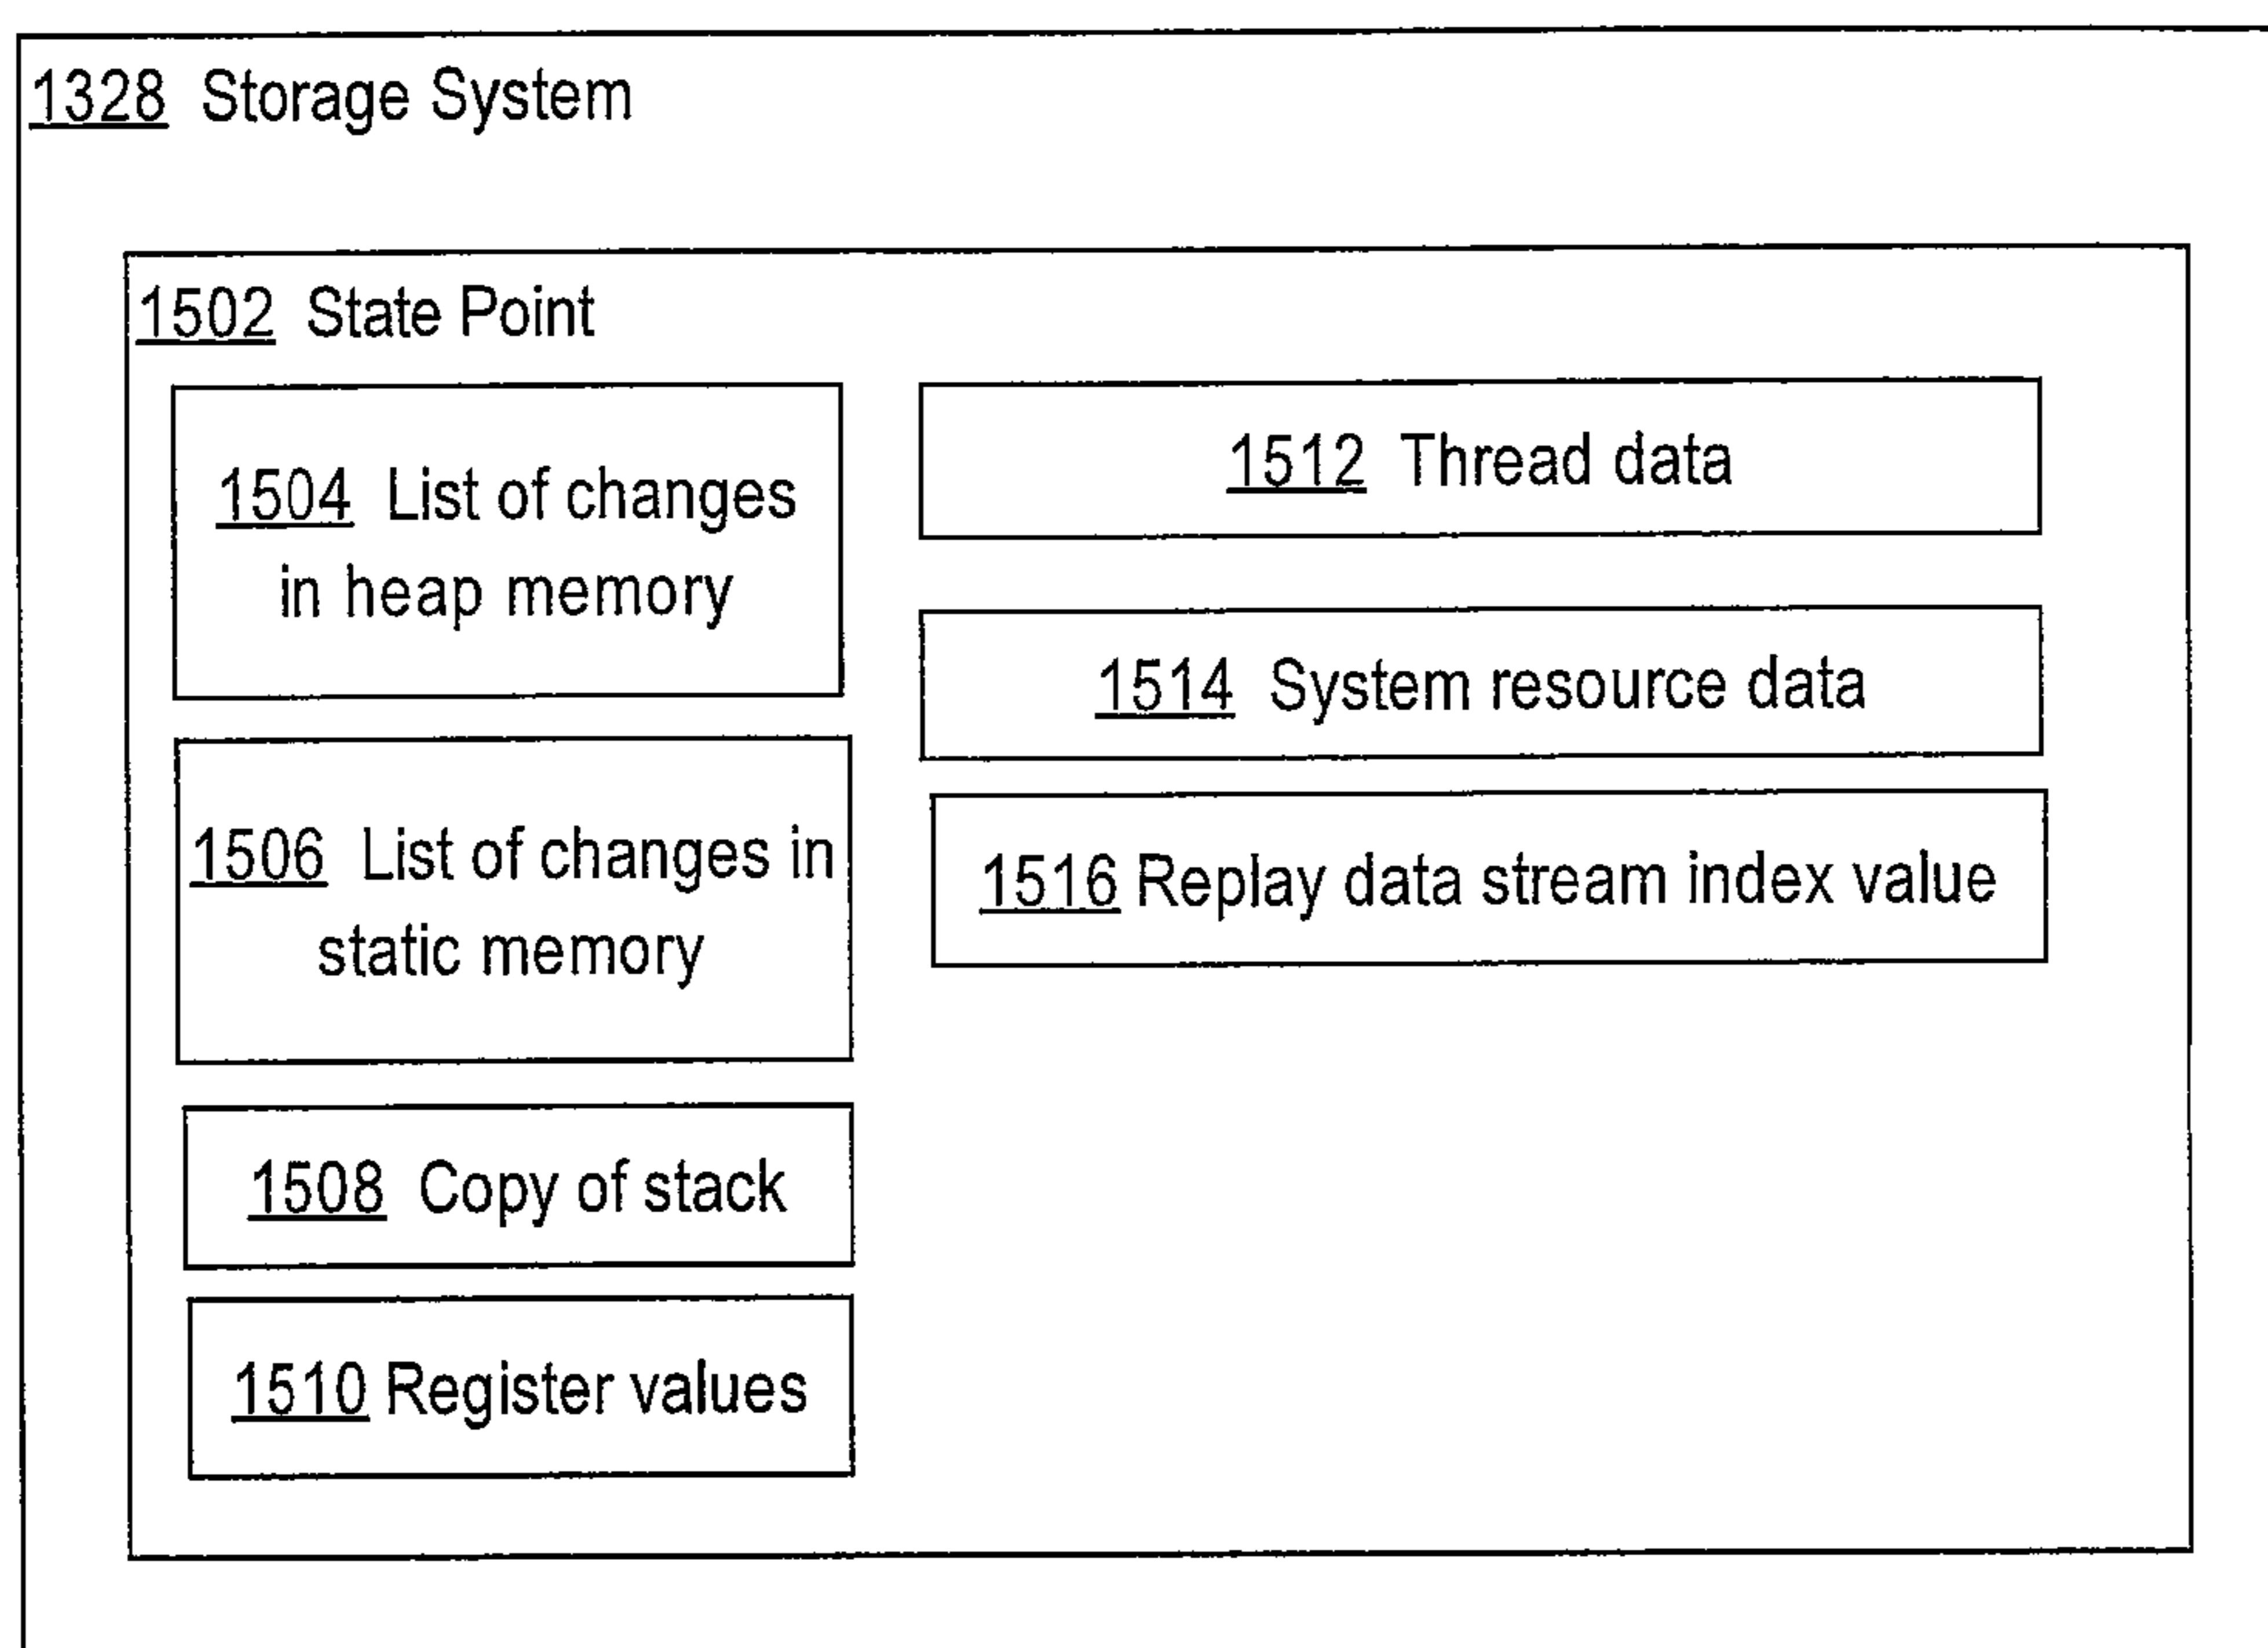 1328 Storage System
1502 State Point
1504 List of changes
in heap memory
1506 List of changes in
static memory
1508 Copy of stack
1510 Register values
1512 Thread data
1514 System resource data
1516 Replay data stream index value